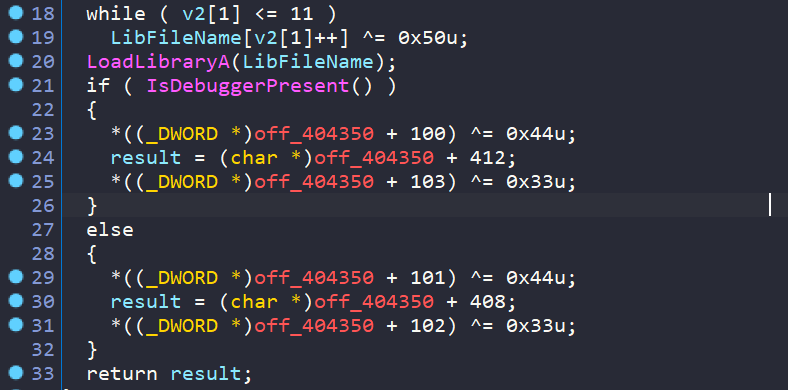 18 while ( v2[1] <= 11 )
19 LibFileName[v2[1]++] ^= 0x50u;
20 LoadLibraryA(LibFileName);
21 if ( IsDebuggerPresent() )
22 {
23 *((_DWORD *)off_404350 + 100) ^= 0x44u;
24 result = (char *)off_404350 + 412;
25 *((_DWORD *)off_404350 + 103) ^= 0x33u;
26 }
27 else
28 {
29 *((_DWORD *)off_404350 + 101) ^= 0x44u;
30 result = (char *)off_404350 + 408;
31 *((_DWORD *)off_404350 + 102) ^= 0x33u;
32 }
33 return result;